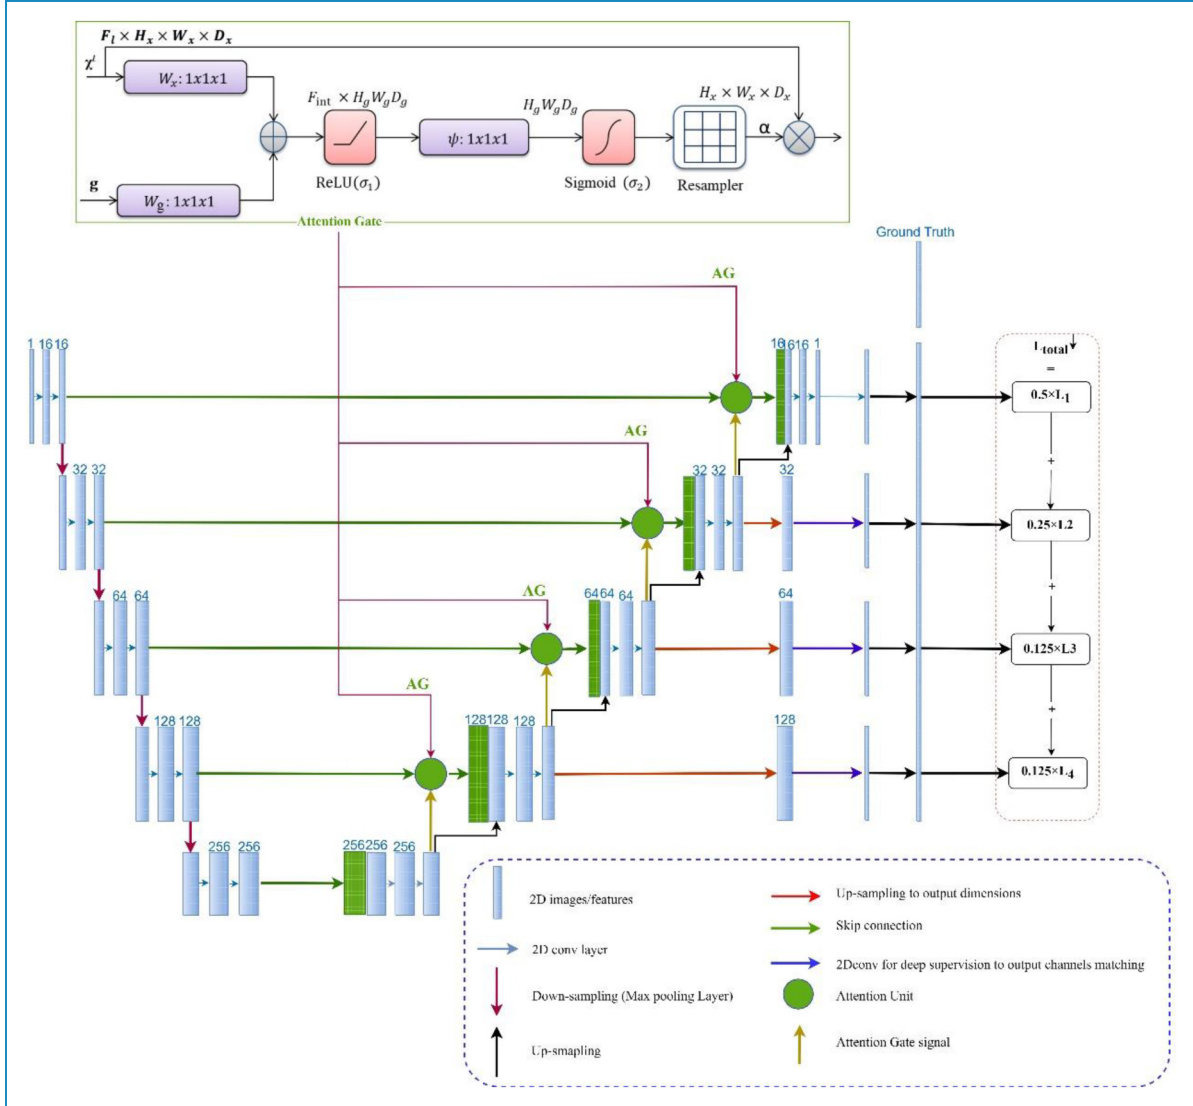 F_l × H_x × W_x × D_x
χ^l
W_x: 1x1x1
F_int × H_g W_g D_g
H_g W_g D_g
H_x × W_x × D_x
ψ: 1x1x1
α
g
W_g: 1x1x1
ReLU(σ_1)
Sigmoid (σ_2)
Resampler
Attention Gate
Ground Truth
AG
1 16 16
16 16 16 1
L_total
=
0.5×L_1
AG
+
32 32
32 32
32
0.25×L2
+
AG
64 64
64 64 64
64
0.125×L3
AG
+
128 128
128 128 128
128
0.125×L_4
256 256
256 256 256
2D images/features
2D conv layer
Down-sampling (Max pooling Layer)
Up-smapling
Up-sampling to output dimensions
Skip connection
2Dconv for deep supervision to output channels matching
Attention Unit
Attention Gate signal